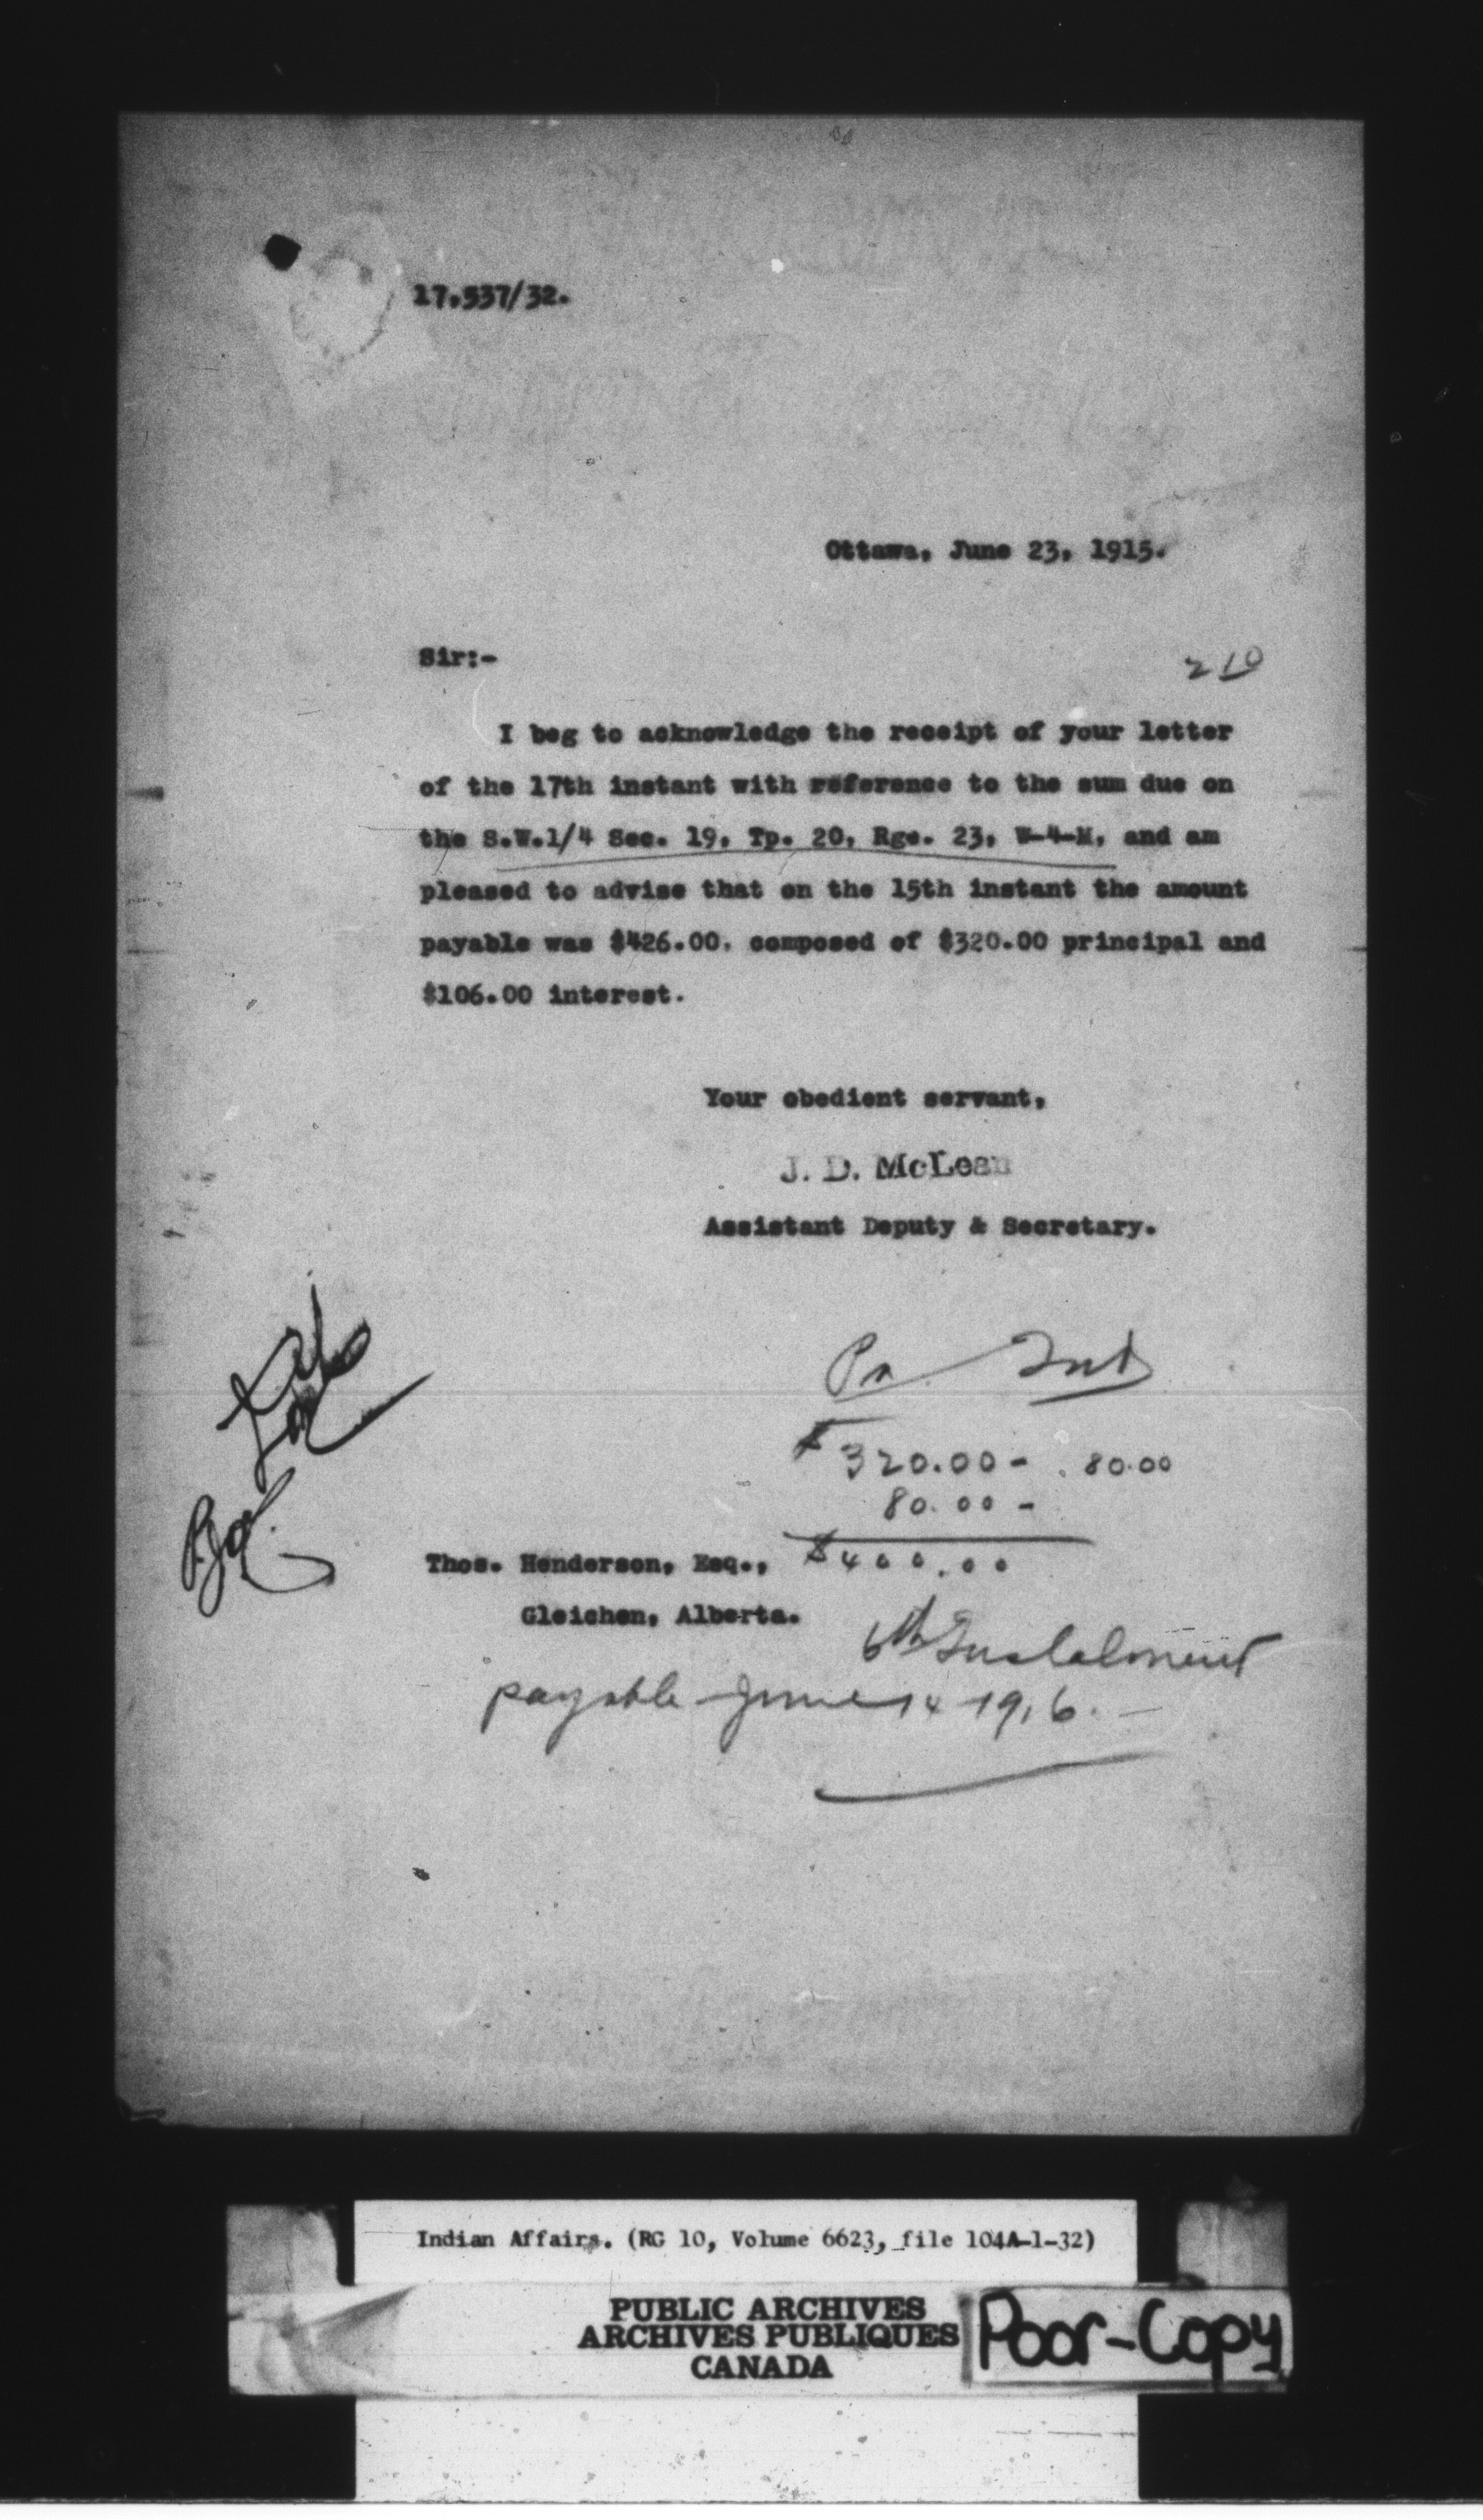 17,537/32.
Ottawa, June 23, 1915.
Sir:-
210
I beg to acknowledge the receipt of your letter
of the 17th instant with reference to the sum due on
the S.W.1/4 Sec. 19, Tp. 20, Rge. 23, W-4-M, and am
pleased to advise that on the 15th instant the amount
payable was $426.00, composed of $320.00 principal and
$106.00 interest.
Your obedient servant,
J. D. McLean
Assistant Deputy & Secretary.
Pr Int
$320.00 - 80.00
80.00 -
$400.00
Thos. Henderson, Esq.,
Gleichen, Alberta.
6th Instalment
payable June 14 1916.
Indian Affairs. (RG 10, Volume 6623, file 104A-1-32)
PUBLIC ARCHIVES
ARCHIVES PUBLIQUES
CANADA
Poor-Copy